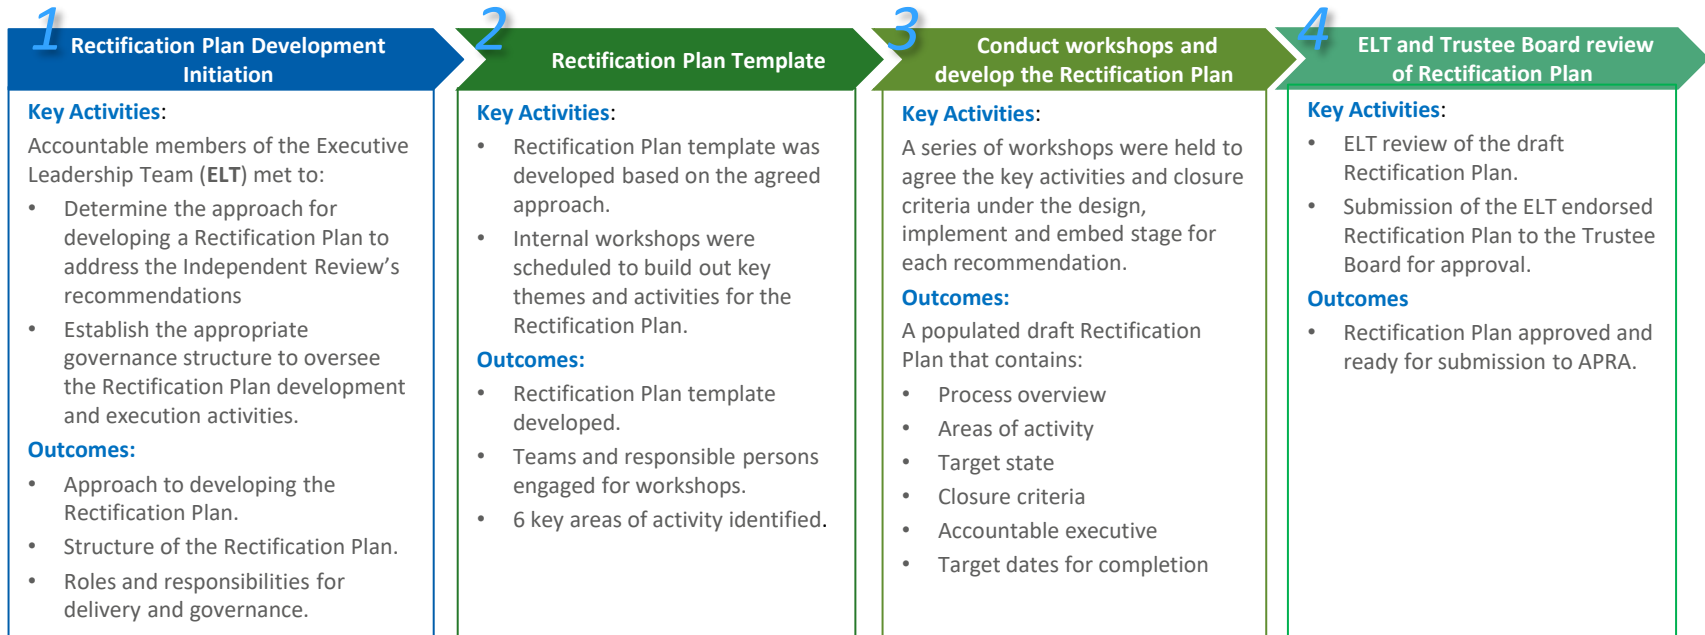 1
Rectification Plan Development
Initiation
Key Activities:
Accountable members of the Executive
Leadership Team (ELT) met to:
• Determine the approach for
developing a Rectification Plan to
address the Independent Review’s
recommendations
• Establish the appropriate
governance structure to oversee
the Rectification Plan development
and execution activities.
Outcomes:
• Approach to developing the
Rectification Plan.
• Structure of the Rectification Plan.
• Roles and responsibilities for
delivery and governance.
2
Rectification Plan Template
Key Activities:
• Rectification Plan template was
developed based on the agreed
approach.
• Internal workshops were
scheduled to build out key
themes and activities for the
Rectification Plan.
Outcomes:
• Rectification Plan template
developed.
• Teams and responsible persons
engaged for workshops.
• 6 key areas of activity identified.
3
Conduct workshops and
develop the Rectification Plan
Key Activities:
A series of workshops were held to
agree the key activities and closure
criteria under the design,
implement and embed stage for
each recommendation.
Outcomes:
A populated draft Rectification
Plan that contains:
• Process overview
• Areas of activity
• Target state
• Closure criteria
• Accountable executive
• Target dates for completion
4
ELT and Trustee Board review
of Rectification Plan
Key Activities:
• ELT review of the draft
Rectification Plan.
• Submission of the ELT endorsed
Rectification Plan to the Trustee
Board for approval.
Outcomes
• Rectification Plan approved and
ready for submission to APRA.